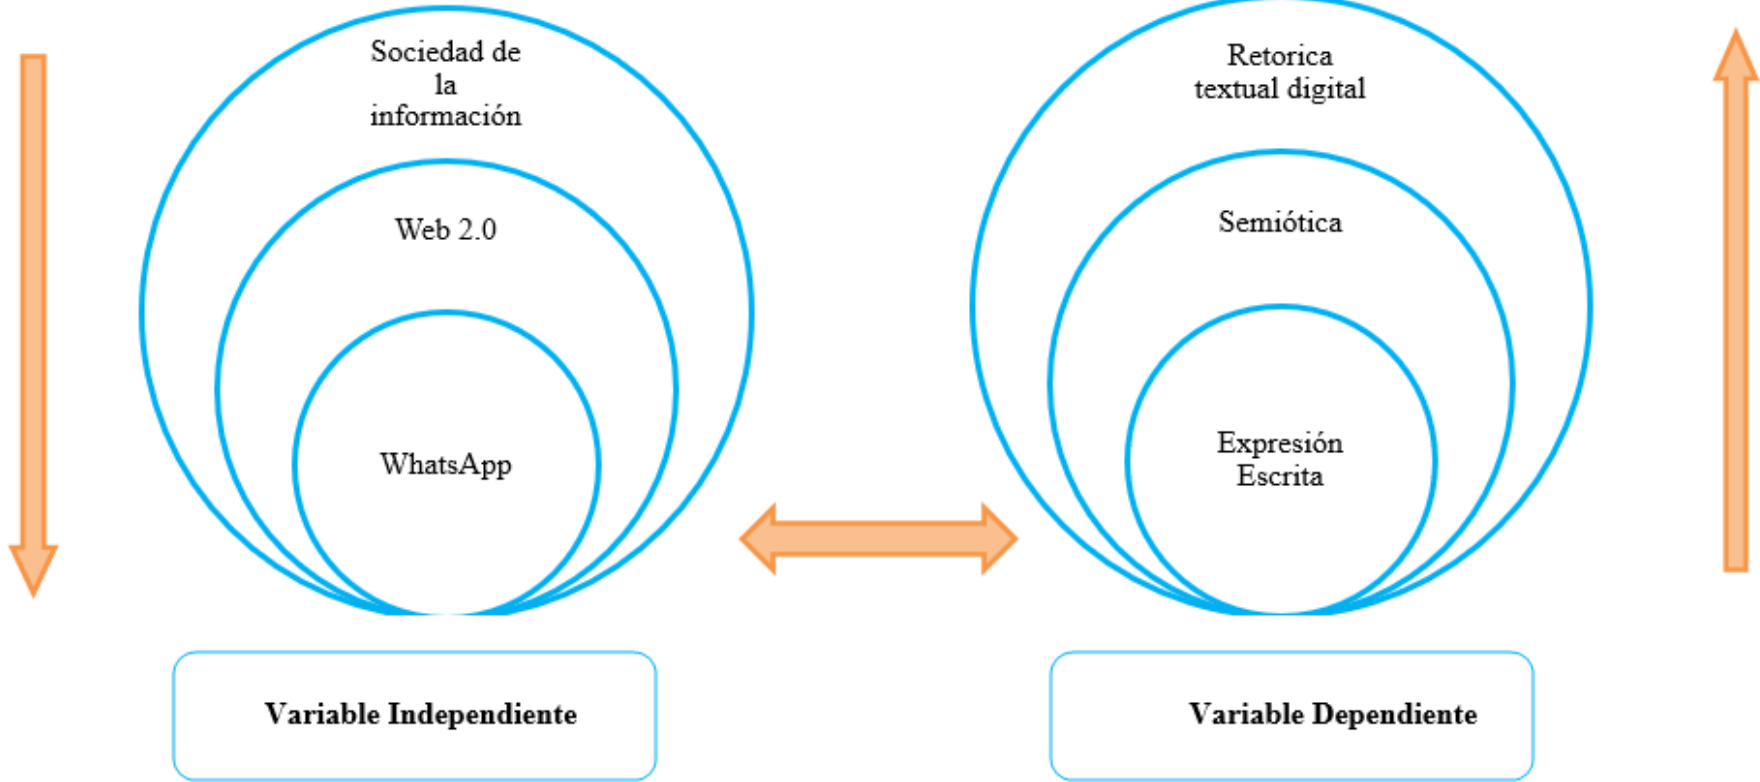 Sociedad de
la
información
Web 2.0
WhatsApp
Variable Independiente
Retorica
textual digital
Semiótica
Expresión
Escrita
Variable Dependiente